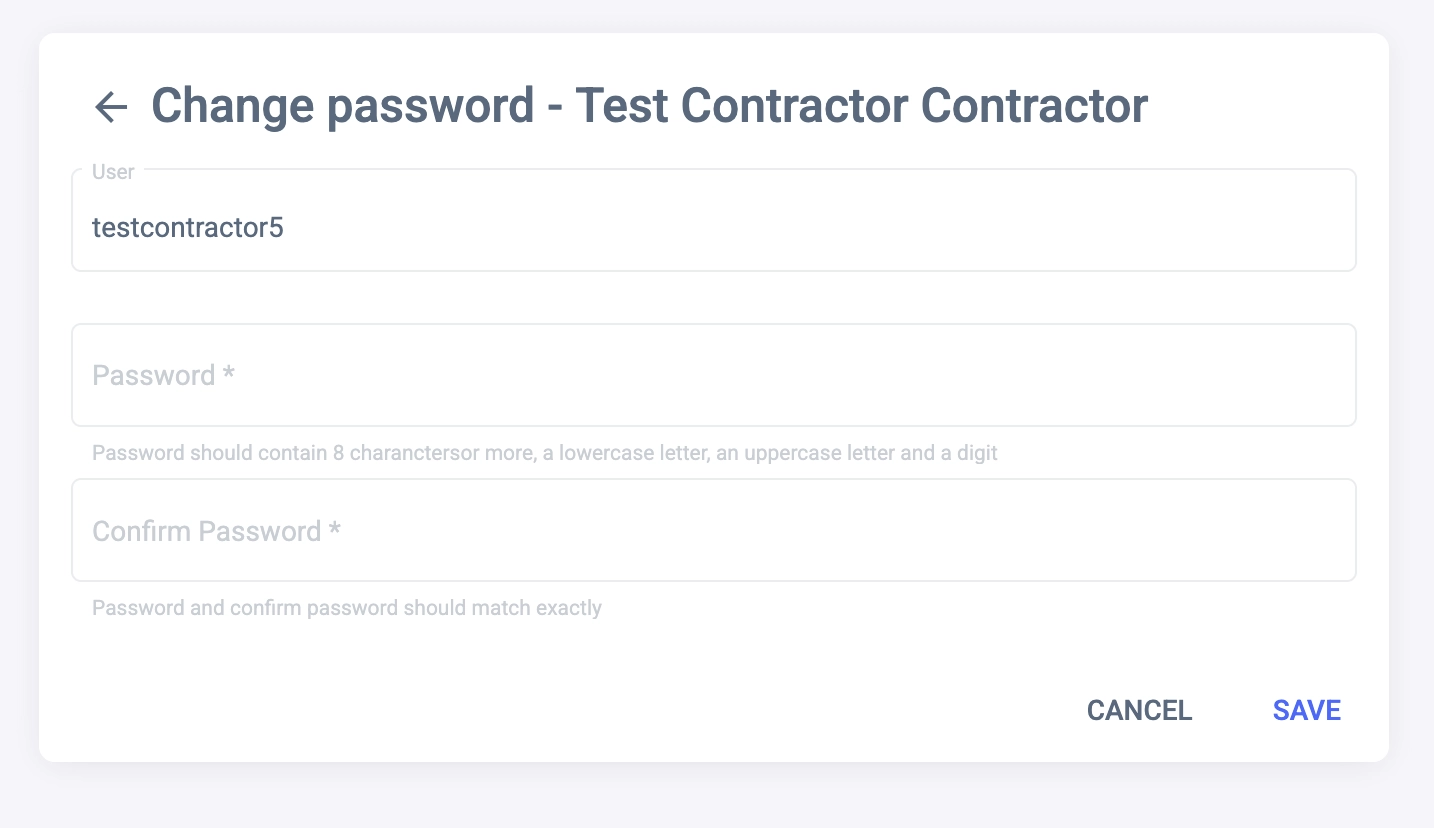 Change password - Test Contractor Contractor
User
testcontractor5
Password *
Password should contain 8 charanctersor more, a lowercase letter, an uppercase letter and a digit
Confirm Password *
Password and confirm password should match exactly
CANCEL SAVE